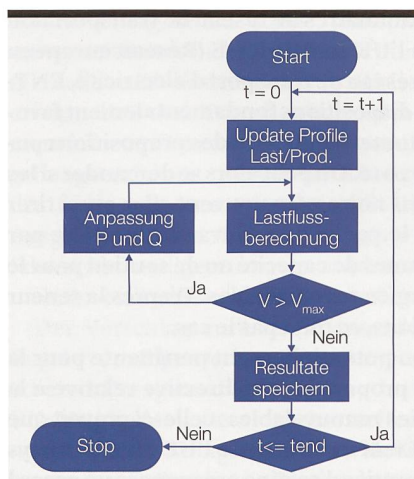 Start
t = 0
t = t+1
Update Profile
Last/Prod.
Anpassung
P und Q
Lastfluss-
berechnung
Ja
V > Vmax
Nein
Resultate
speichern
Stop
Nein
t<= tend
Ja